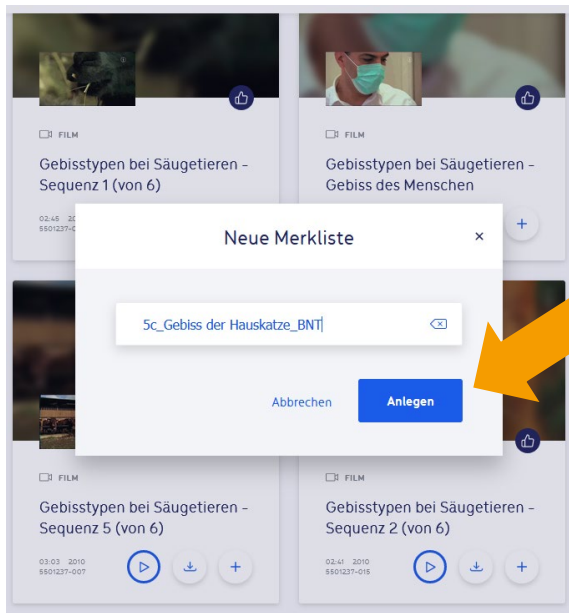 FILM
FILM
Gebisstypen bei Säugetieren –
Sequenz 1 (von 6)
Gebisstypen bei Säugetieren –
Gebiss des Menschen
02:45
5501237-
Neue Merkliste
5c_Gebiss der Hauskatze_BNT
Abbrechen
Anlegen
FILM
FILM
Gebisstypen bei Säugetieren –
Sequenz 5 (von 6)
Gebisstypen bei Säugetieren –
Sequenz 2 (von 6)
03:03 2010
5501237-007
02:41 2010
5501237-015